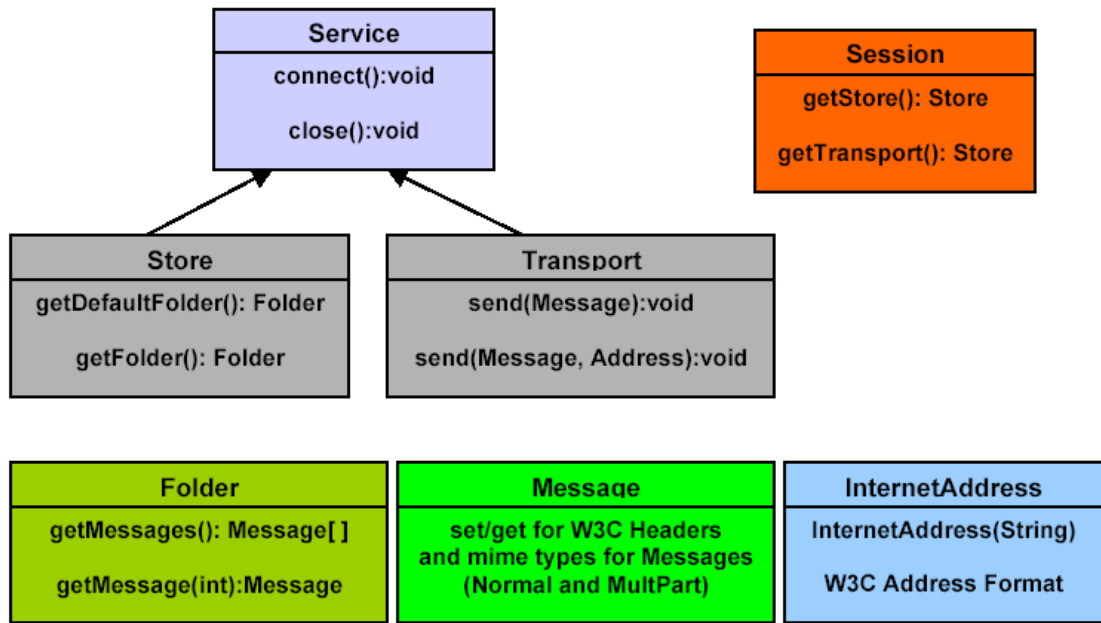 Service
connect():void
close():void
Session
getStore(): Store
getTransport(): Store
Store
getDefaultFolder(): Folder
getFolder(): Folder
Transport
send(Message):void
send(Message, Address):void
Folder
getMessages(): Message[ ]
getMessage(int):Message
Message
set/get for W3C Headers
and mime types for Messages
(Normal and MultPart)
InternetAddress
InternetAddress(String)
W3C Address Format